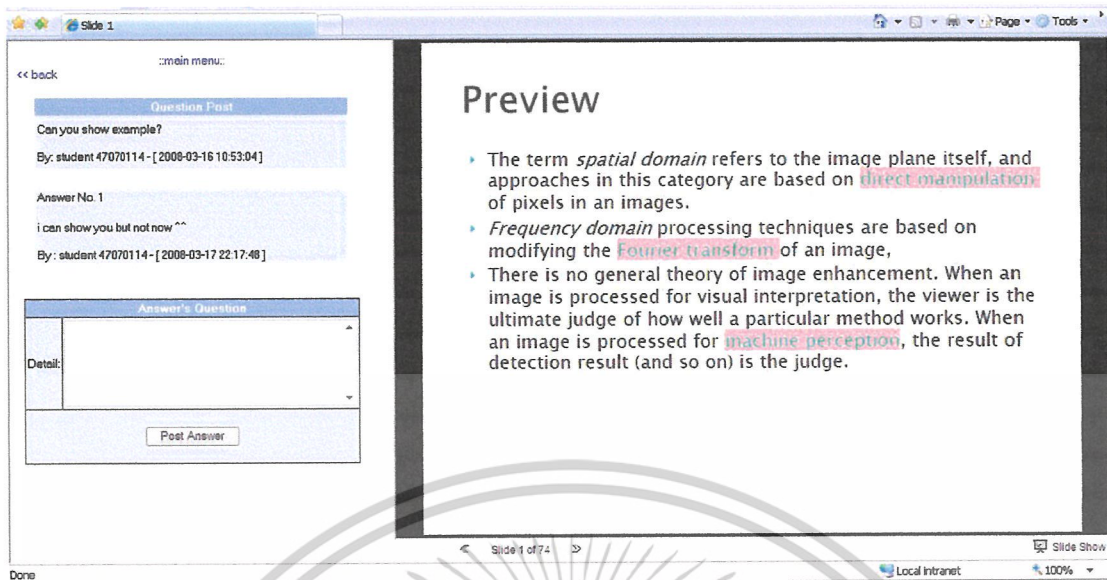 Slide 1
Page
Tools
::main menu::
<< back
Question Post
Can you show example?
By: student 47070114 - [ 2008-03-16 10:53:04 ]
Answer No. 1
i can show you but not now ^^
By : student 47070114 - [ 2008-03-17 22:17:48 ]
Answer's Question
Detail:
Post Answer
Preview
The term spatial domain refers to the image plane itself, and
approaches in this category are based on direct manipulation
of pixels in an images.
Frequency domain processing techniques are based on
modifying the Fourier transform of an image,
There is no general theory of image enhancement. When an
image is processed for visual interpretation, the viewer is the
ultimate judge of how well a particular method works. When
an image is processed for machine perception, the result of
detection result (and so on) is the judge.
Slide 1 of 74
Slide Show
Done
Local intranet
100%